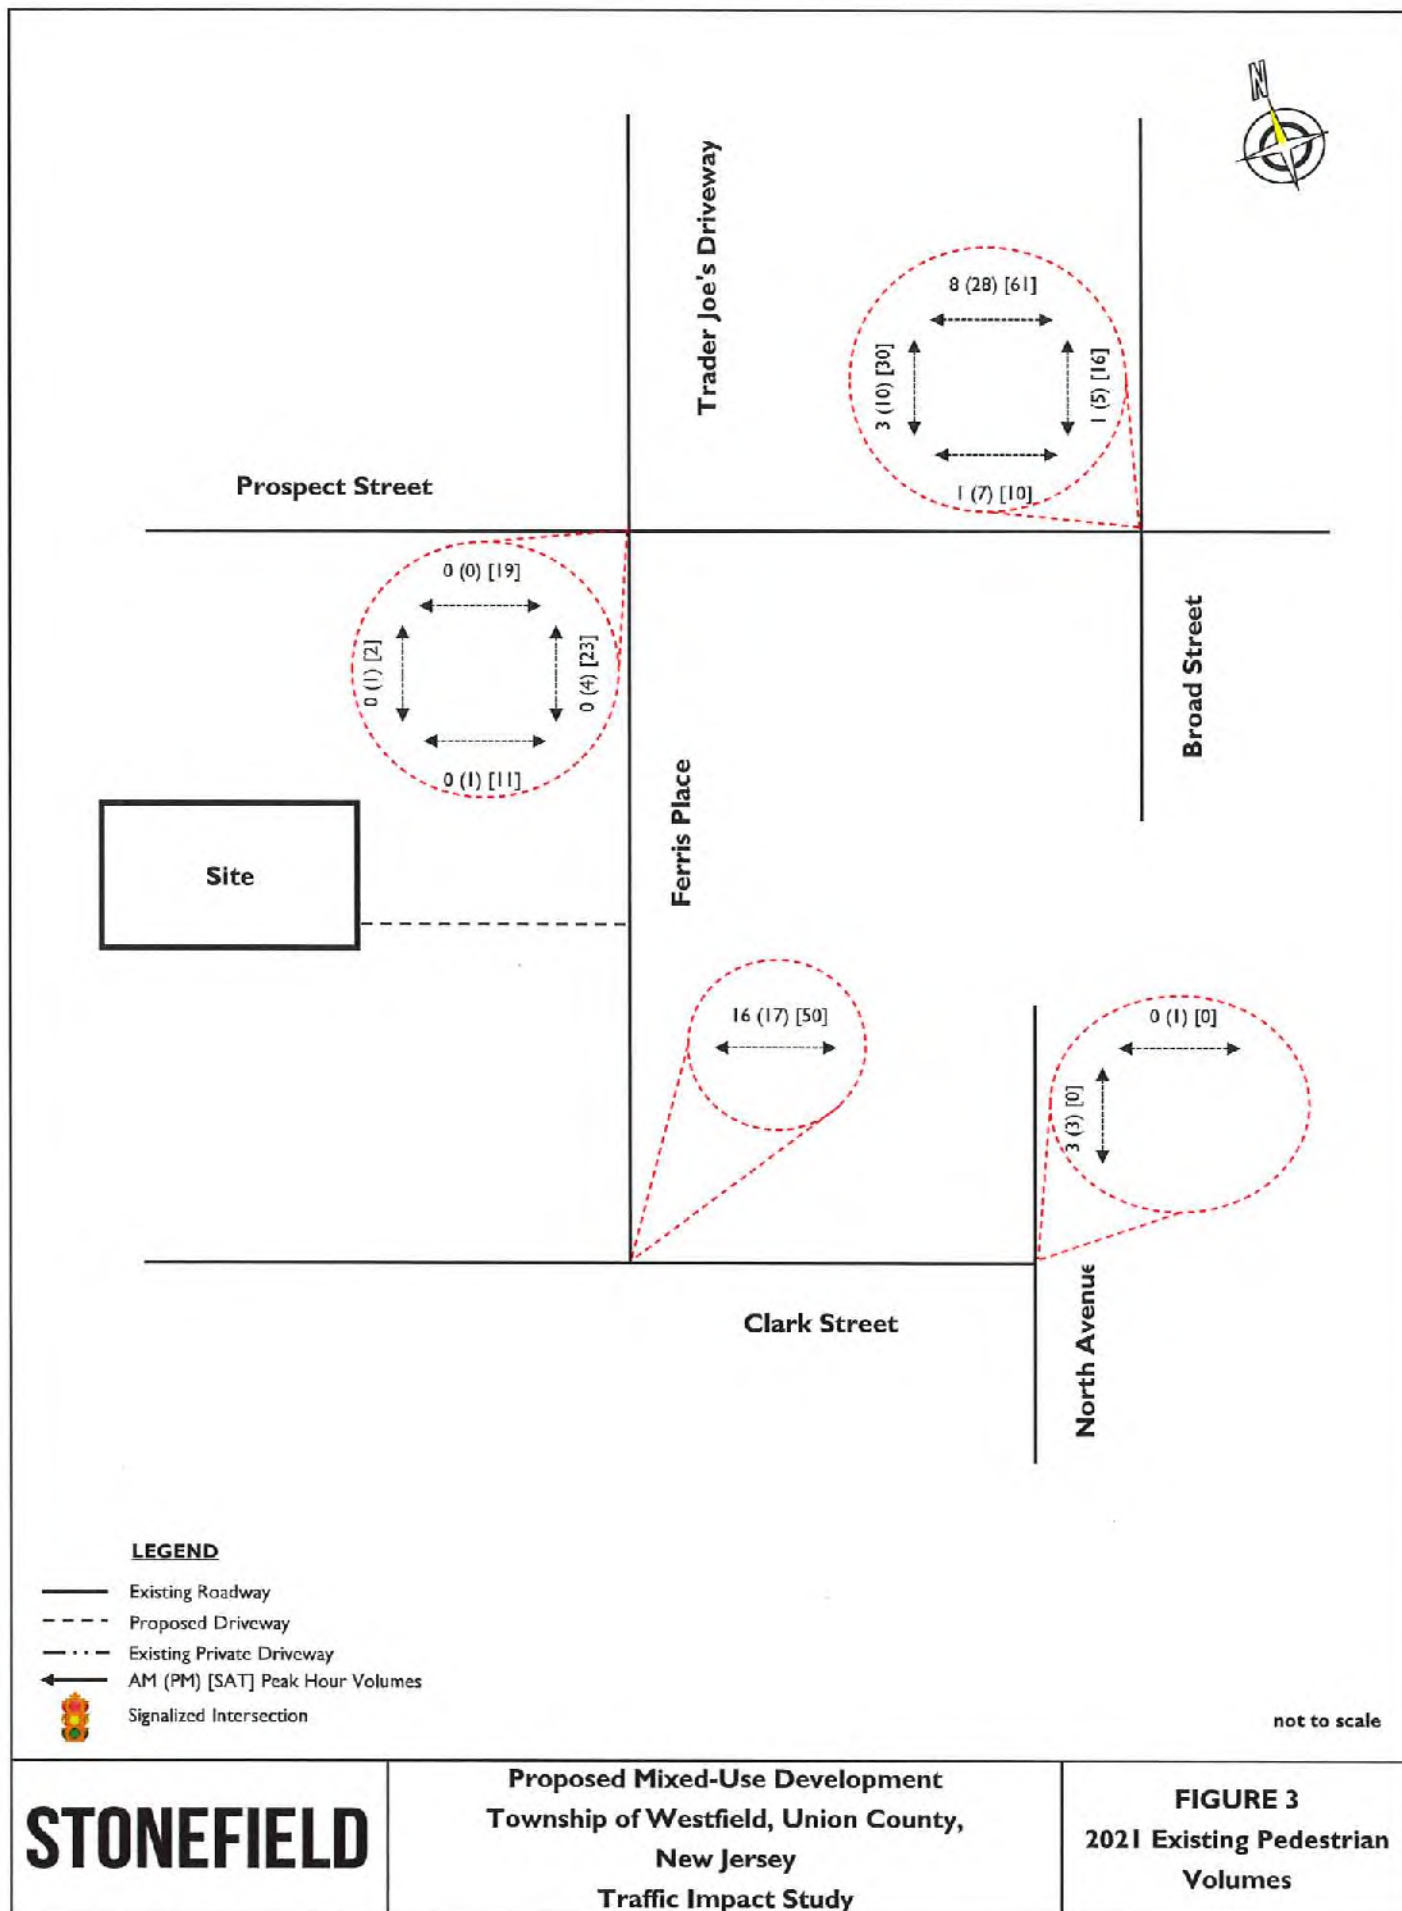 N
Trader Joe's Driveway
8 (28) [61]
3 (10) [30]
1 (5) [16]
1 (7) [10]
Prospect Street
0 (0) [19]
0 (1) [2]
0 (4) [23]
0 (1) [11]
Broad Street
Ferris Place
Site
16 (17) [50]
0 (1) [0]
3 (3) [0]
Clark Street
North Avenue
LEGEND
Existing Roadway
Proposed Driveway
Existing Private Driveway
AM (PM) [SAT] Peak Hour Volumes
Signalized Intersection
not to scale
STONEFIELD
Proposed Mixed-Use Development
Township of Westfield, Union County,
New Jersey
Traffic Impact Study
FIGURE 3
2021 Existing Pedestrian
Volumes